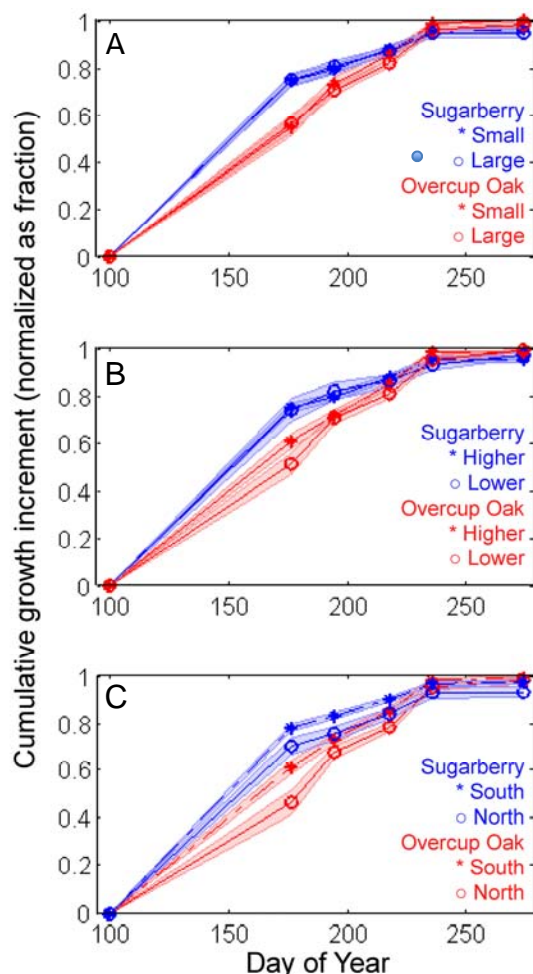 Cumulative growth increment (normalized as fraction)
A
1
0.8
0.6
0.4
0.2
0
Sugarberry
* Small
o Large
Overcup Oak
* Small
o Large
100
150
200
250
B
1
0.8
0.6
0.4
0.2
0
Sugarberry
* Higher
o Lower
Overcup Oak
* Higher
o Lower
100
150
200
250
C
1
0.8
0.6
0.4
0.2
0
Sugarberry
* South
o North
Overcup Oak
* South
o North
100
150
200
250
Day of Year